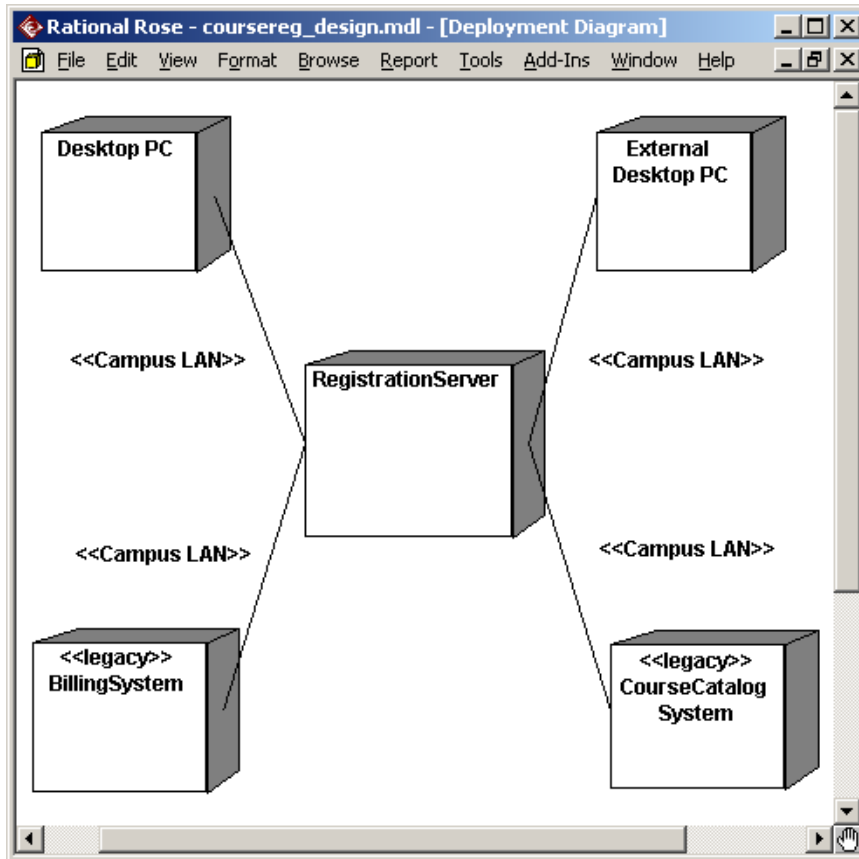 Rational Rose - coursereg_design.mdl - [Deployment Diagram]
File Edit View Format Browse Report Tools Add-Ins Window Help
Desktop PC
External
Desktop PC
<<Campus LAN>>
<<Campus LAN>>
RegistrationServer
<<Campus LAN>>
<<Campus LAN>>
<<legacy>>
BillingSystem
<<legacy>>
CourseCatalog
System